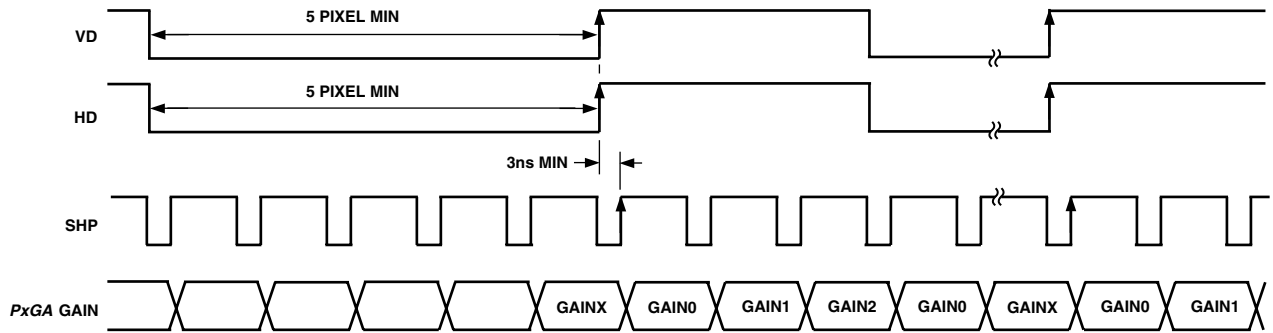 VD
5 PIXEL MIN
HD
5 PIXEL MIN
3ns MIN
SHP
PxGA GAIN
GAINX GAIN0 GAIN1 GAIN2 GAIN0 GAINX GAIN0 GAIN1